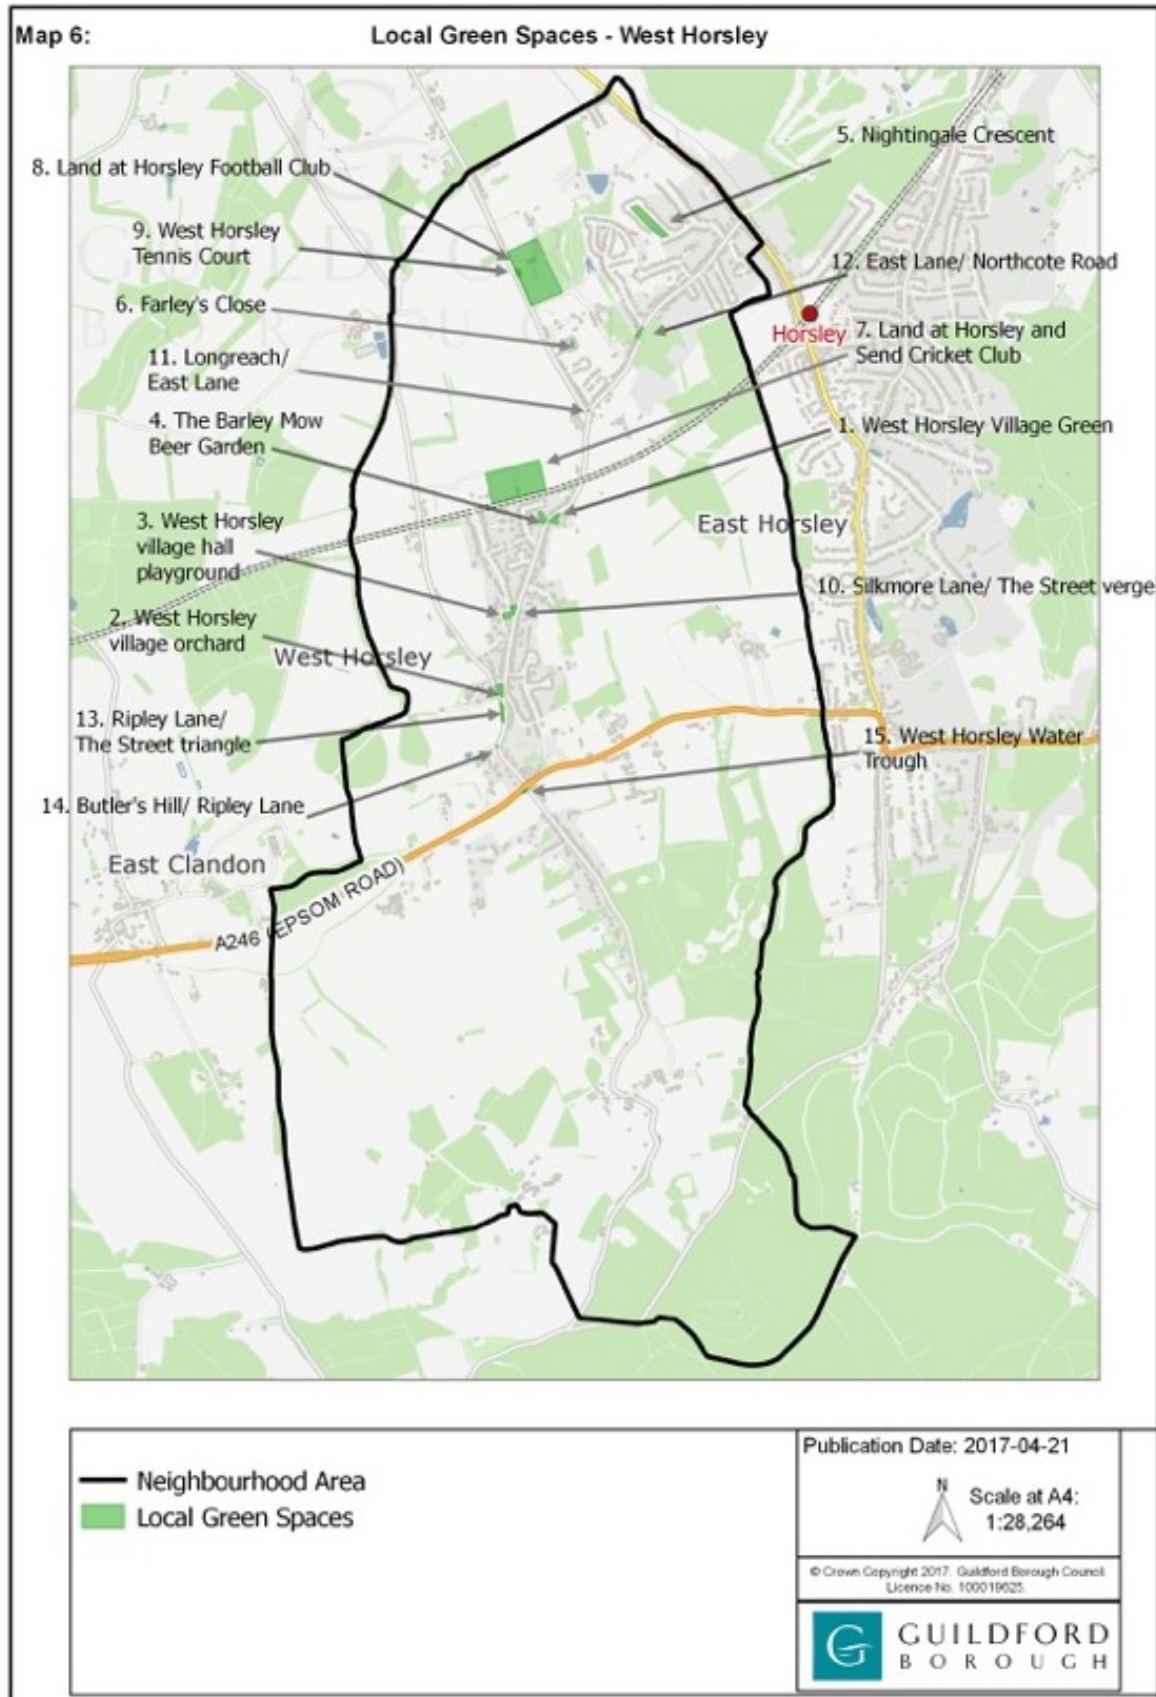 Map 6:
Local Green Spaces - West Horsley
5. Nightingale Crescent
8. Land at Horsley Football Club
9. West Horsley
Tennis Court
12. East Lane/ Northcote Road
6. Farley's Close
Horsley
7. Land at Horsley and
Send Cricket Club
11. Longreach/
East Lane
4. The Barley Mow
Beer Garden
1. West Horsley Village Green
3. West Horsley
village hall
playground
East Horsley
10. Silkmore Lane/ The Street verge
2. West Horsley
village orchard
West Horsley
13. Ripley Lane/
The Street triangle
15. West Horsley Water
Trough
14. Butler's Hill/ Ripley Lane
East Clandon
A246 (EPSOM ROAD)
Neighbourhood Area
Local Green Spaces
Publication Date: 2017-04-21
N
Scale at A4:
1:28,264
© Crown Copyright 2017. Guildford Borough Council.
Licence No. 100019625.
G
GUILDFORD
BOROUGH